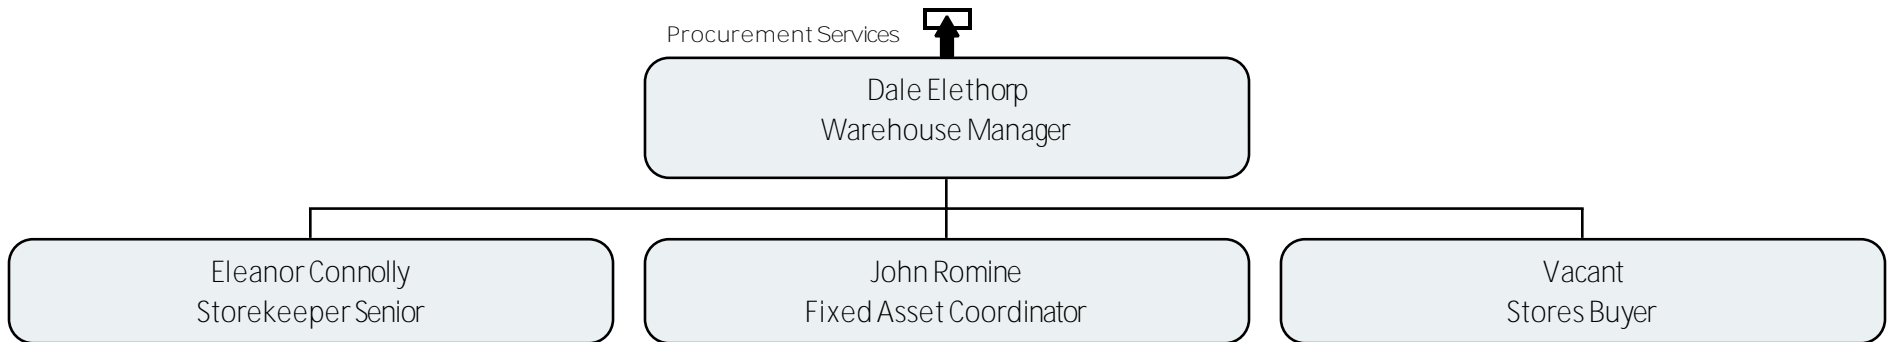 Procurement Services
Dale Elethorp
Warehouse Manager
Eleanor Connolly
Storekeeper Senior
John Romine
Fixed Asset Coordinator
Vacant
Stores Buyer